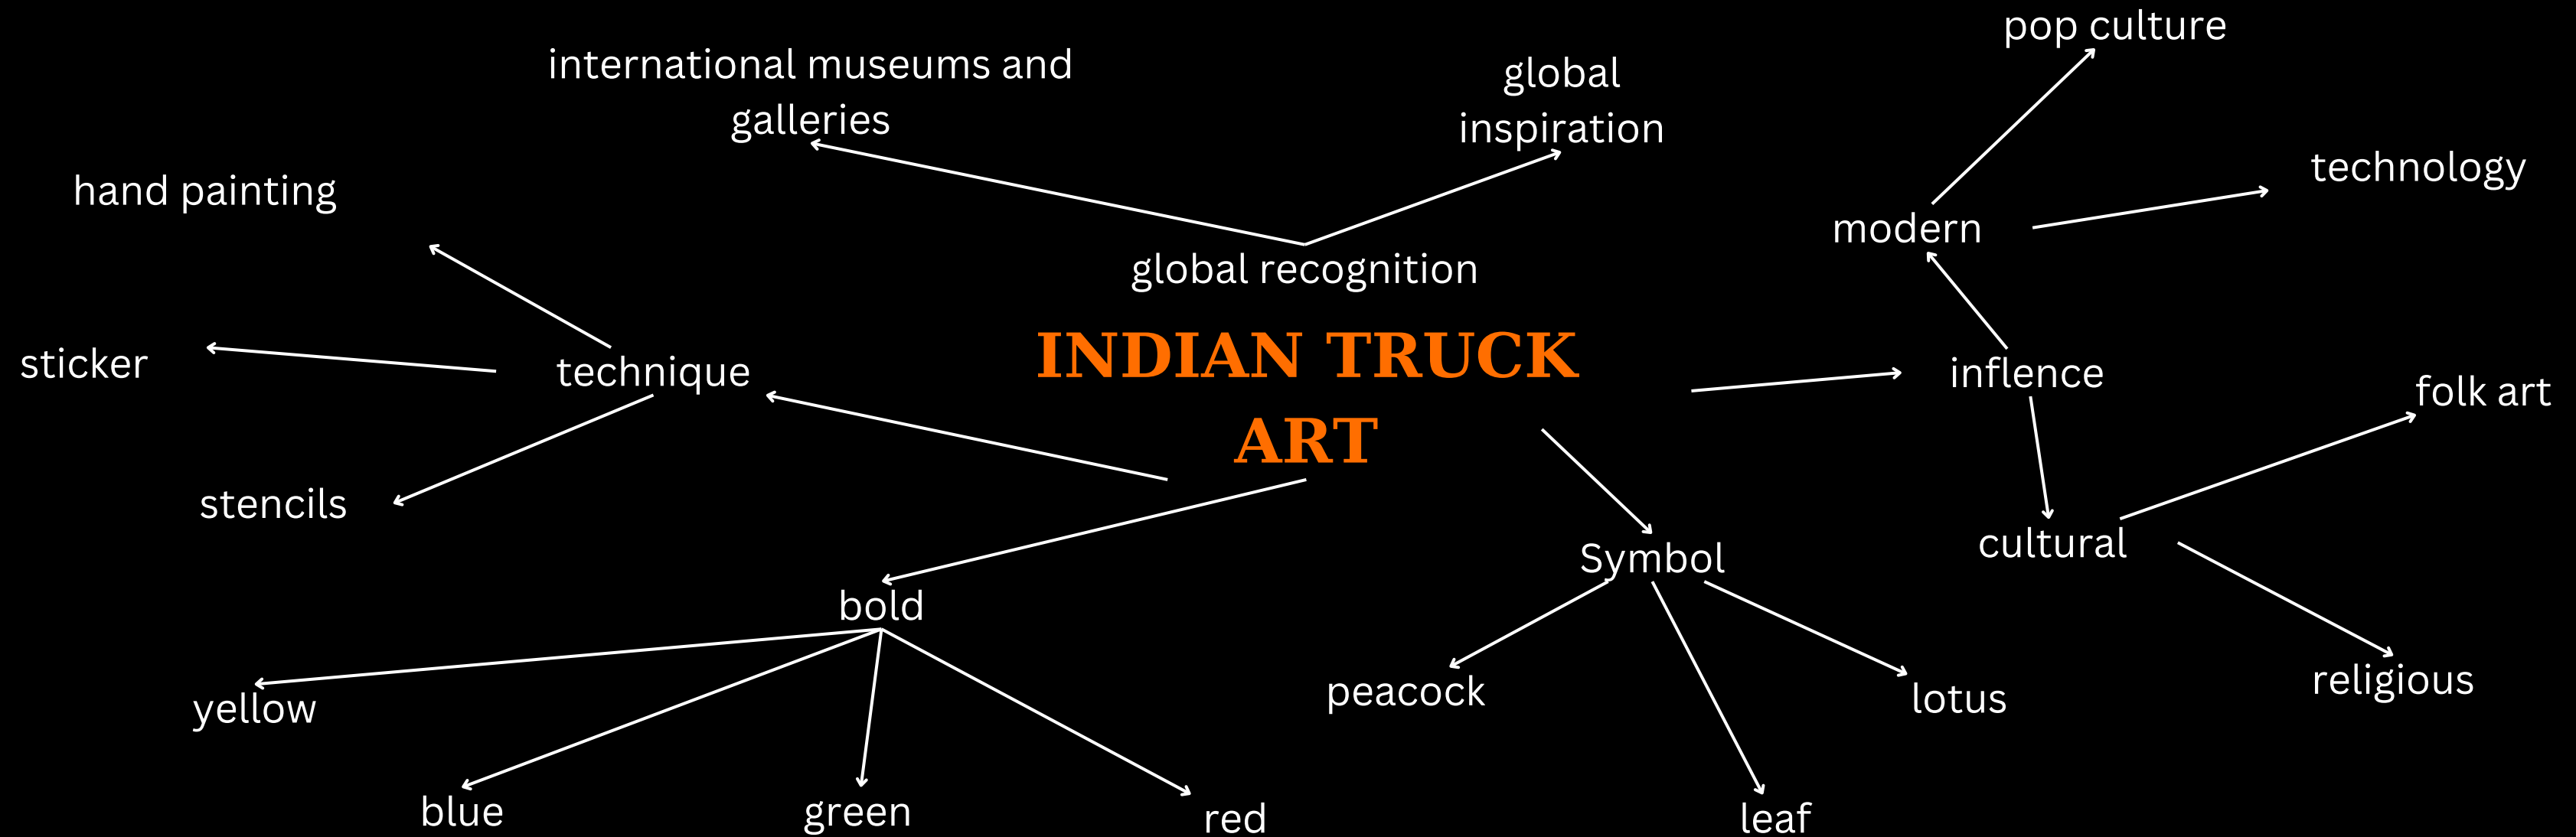 pop culture
international museums and
galleries
global
inspiration
technology
hand painting
modern
global recognition
INDIAN TRUCK
ART
sticker
technique
inflence
folk art
stencils
cultural
Symbol
bold
yellow
peacock
lotus
religious
blue
green
red
leaf